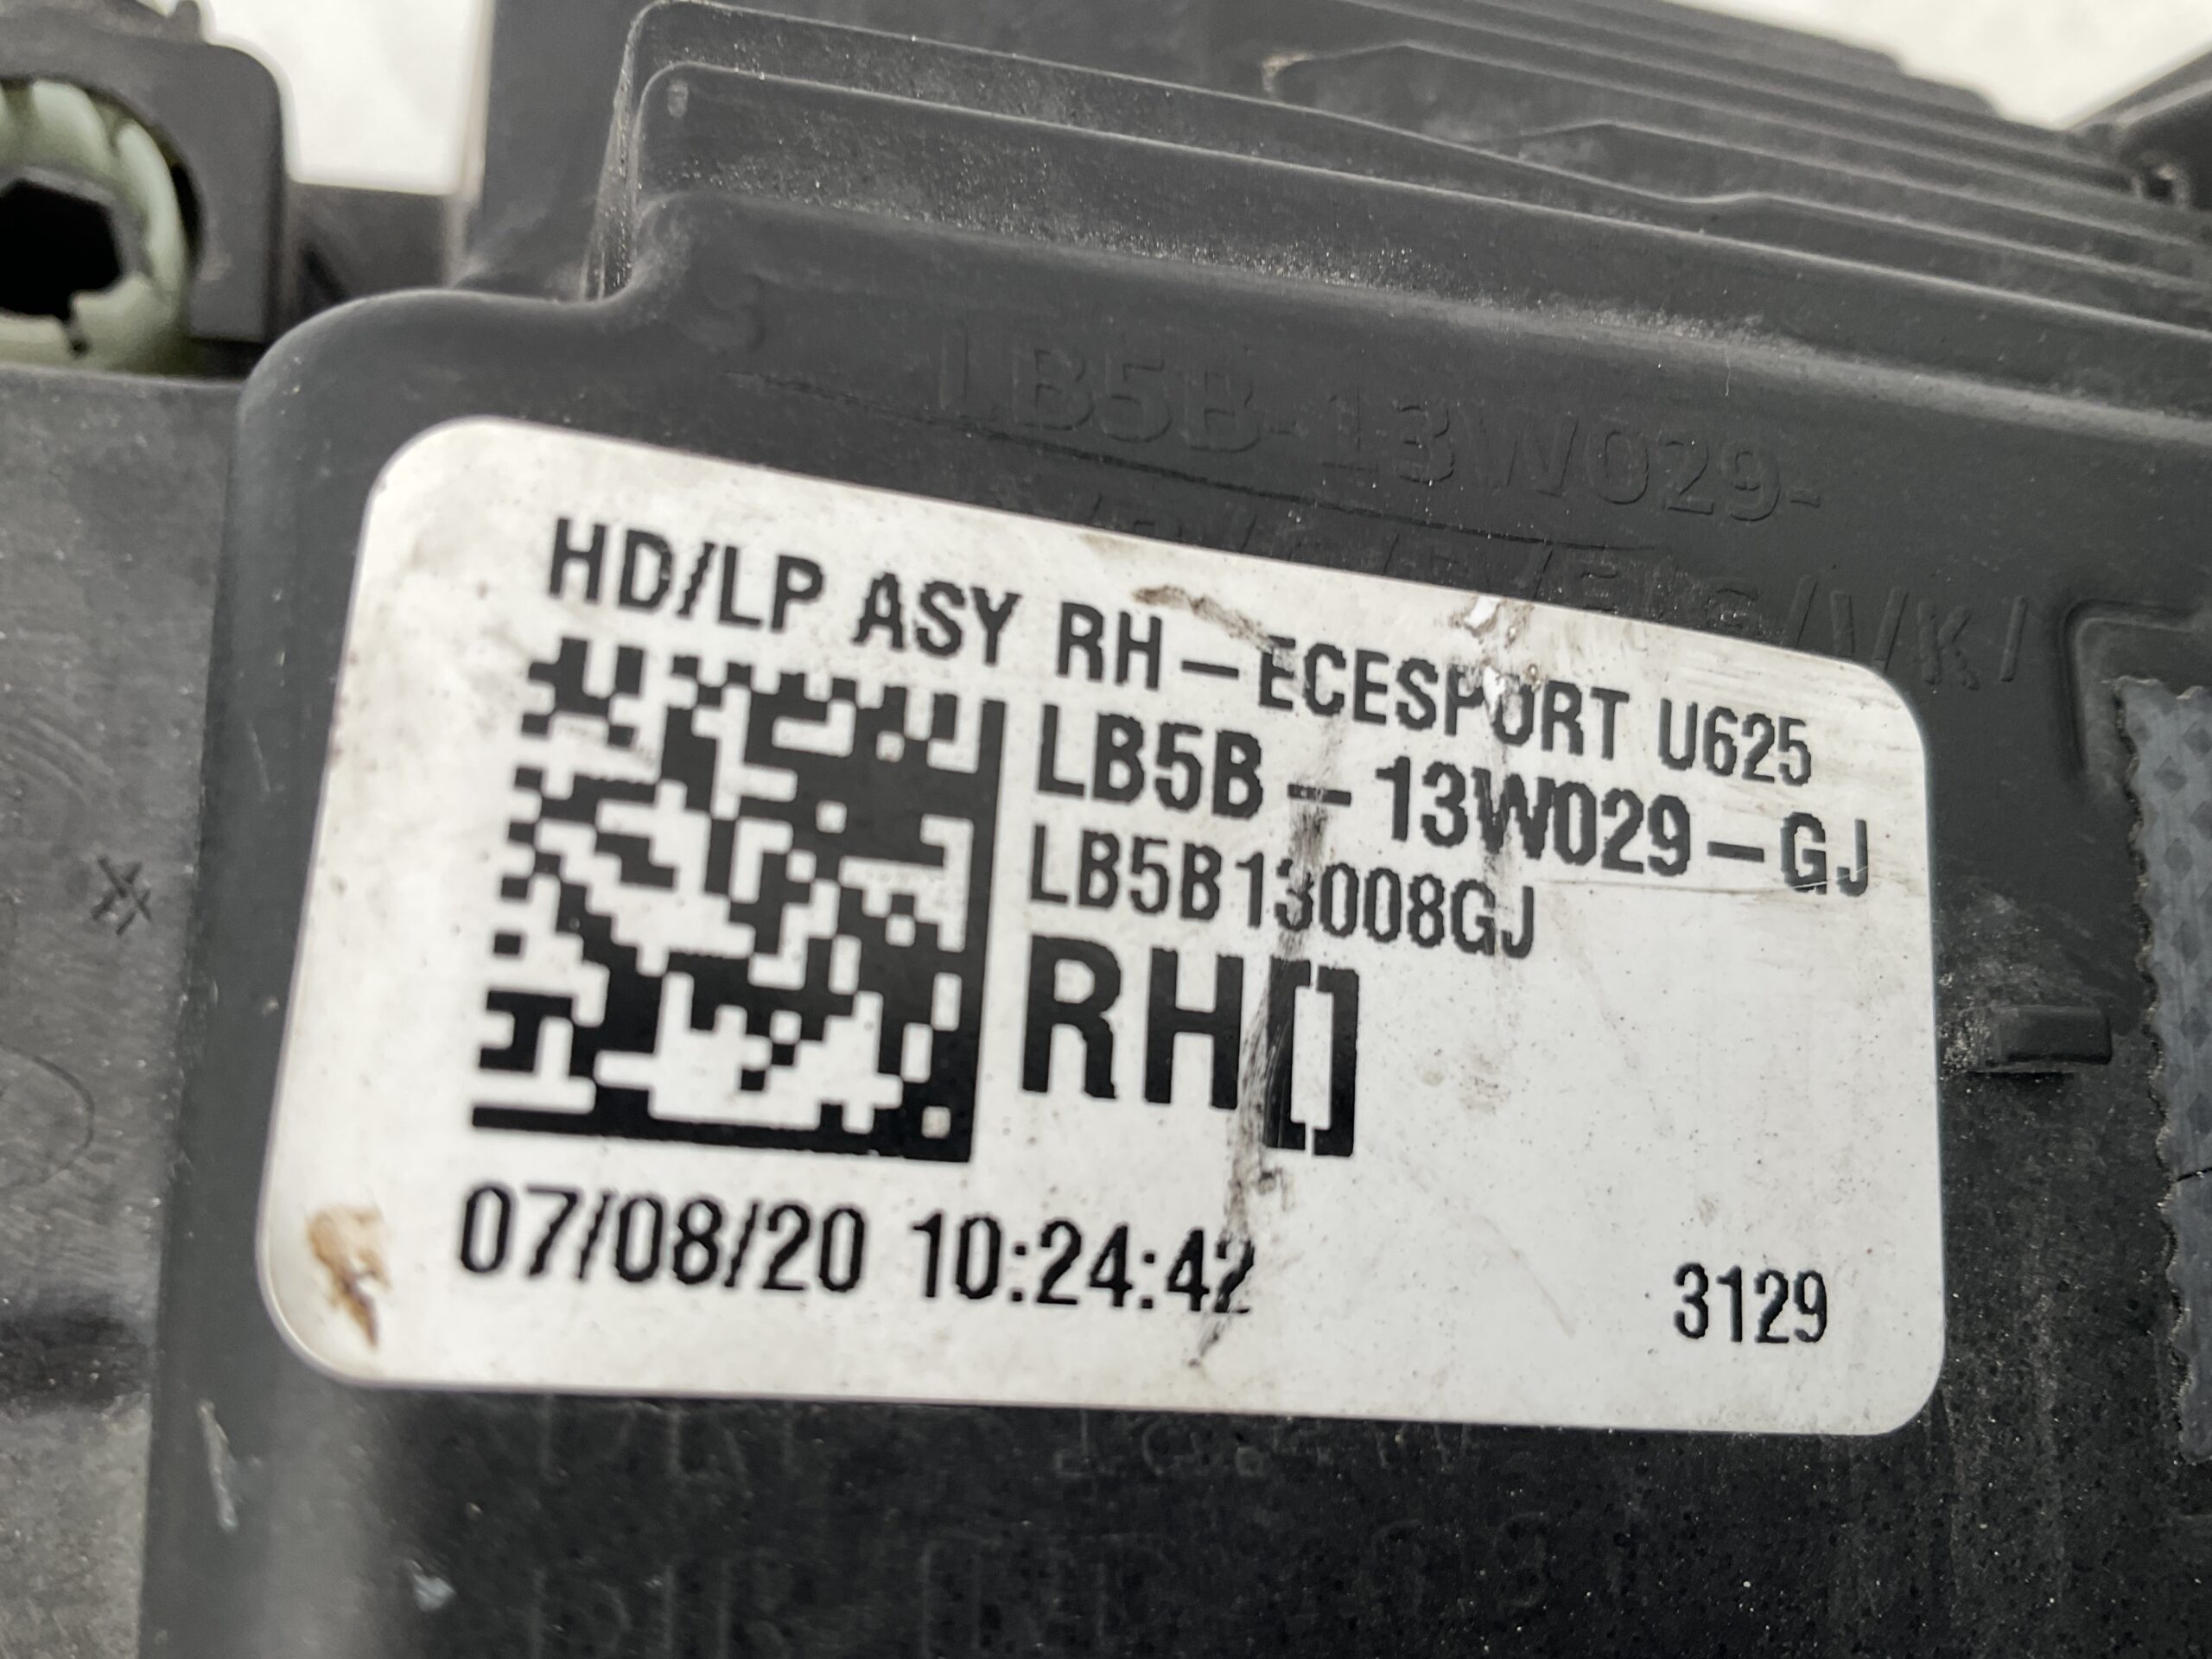 LB5B-13W029-
HD/LP ASY RH-ECESPORT U625
LB5B-13W029-GJ
LB5B13008GJ
RH[]
07/08/20 10:24:42
3129